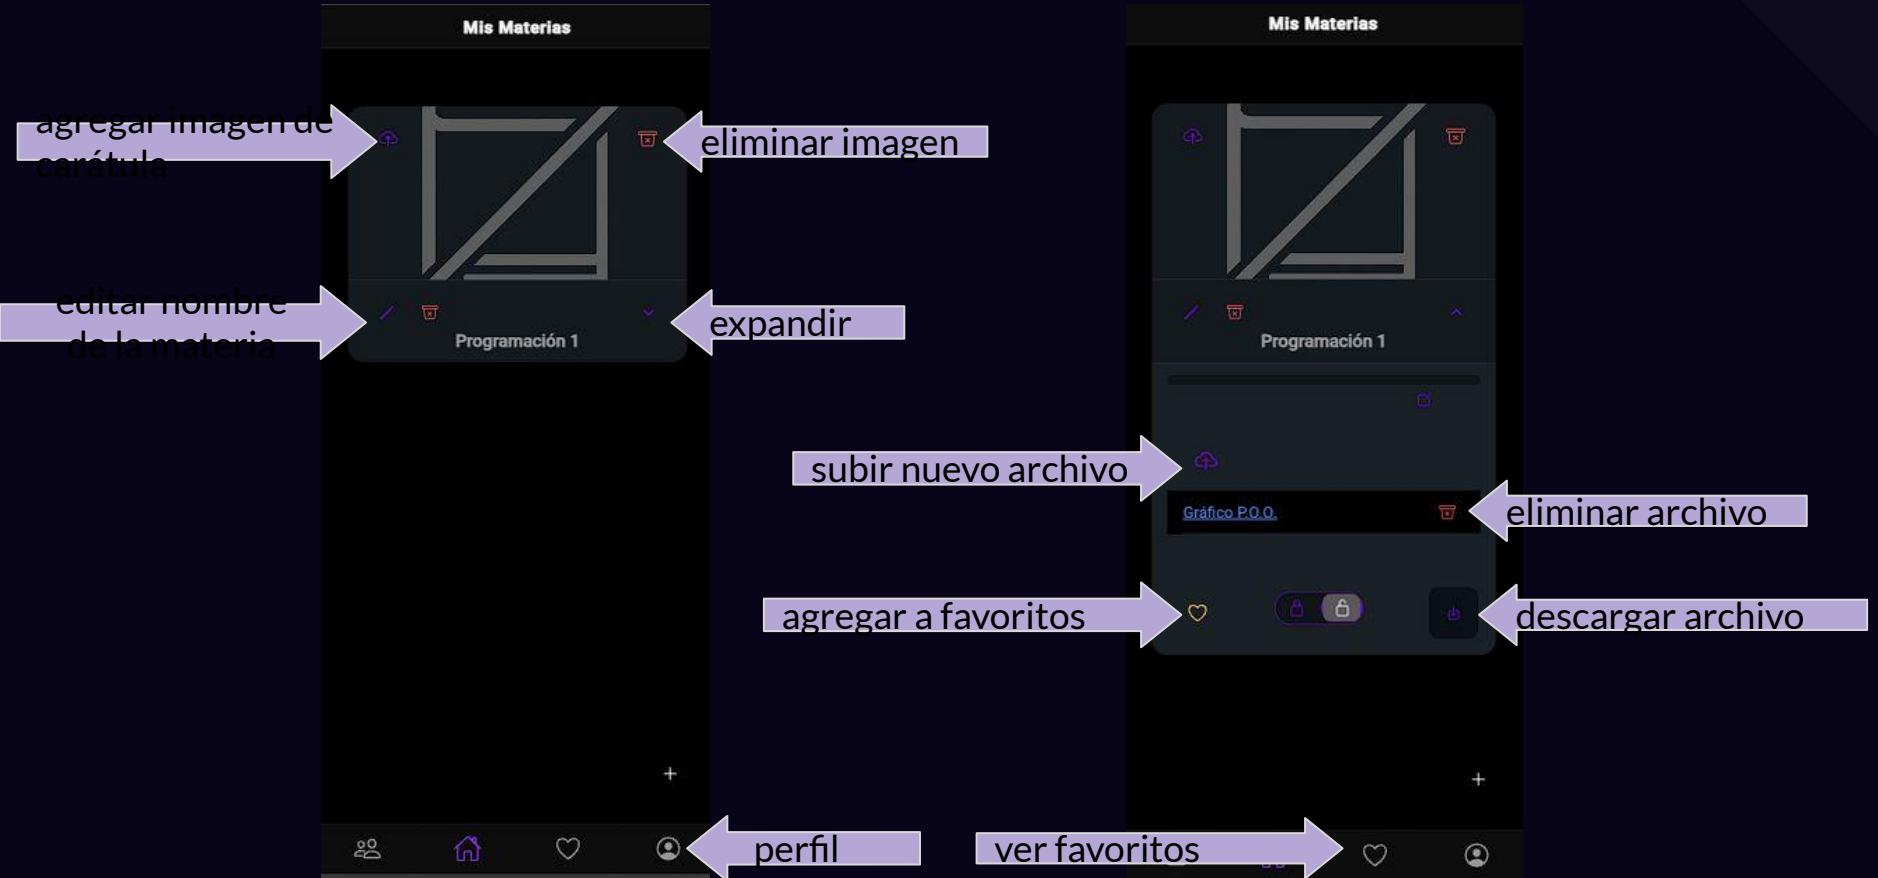 Mis Materias
agregar imagen de
carátula
eliminar imagen
editar nombre
de la materia
expandir
Programación 1
perfil
Mis Materias
Programación 1
subir nuevo archivo
Gráfico P.O.O.
eliminar archivo
agregar a favoritos
descargar archivo
ver favoritos